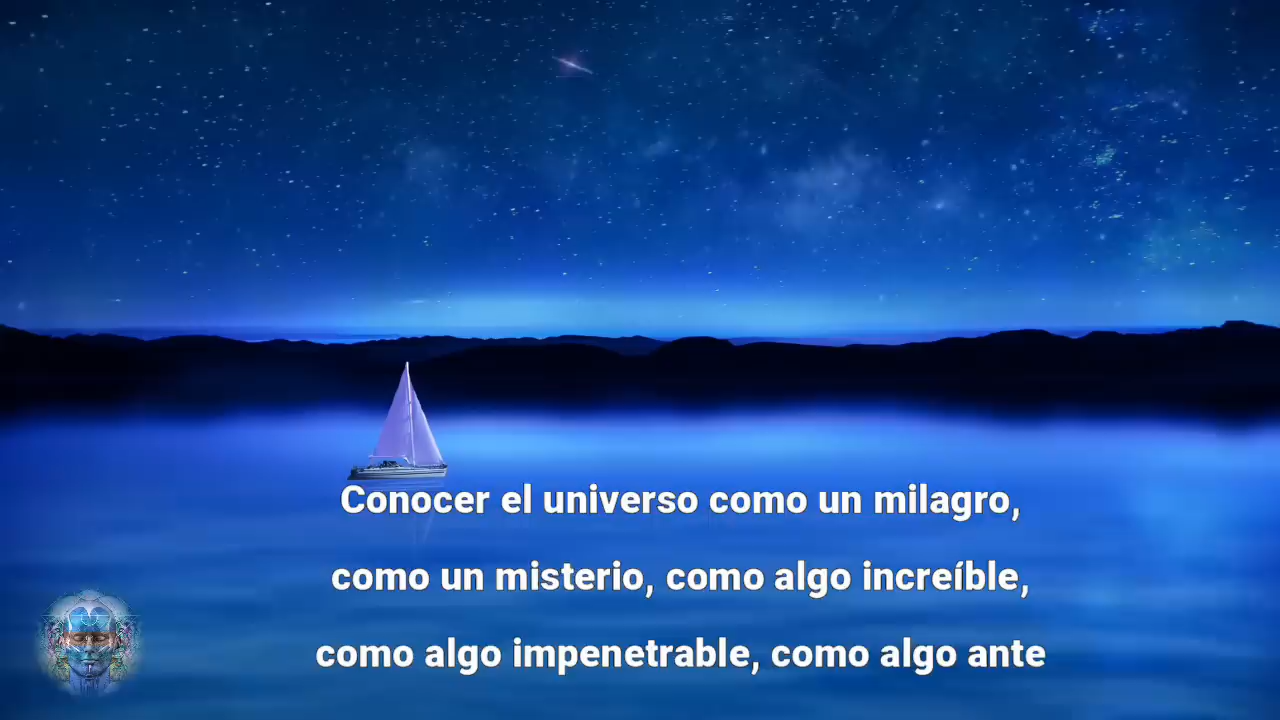 Conocer el universo como un milagro,
como un misterio, como algo increíble,
como algo impenetrable, como algo ante